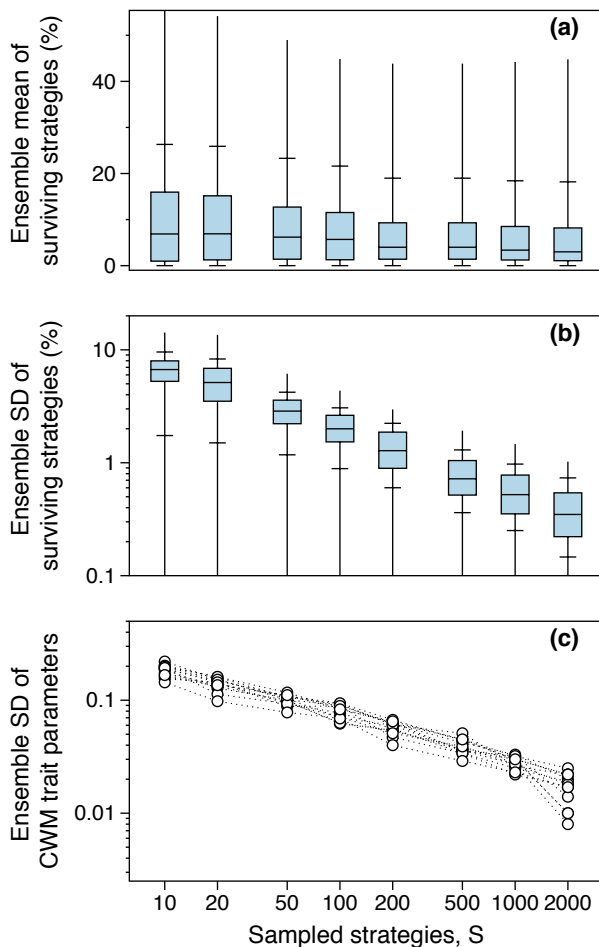 (a)
Ensemble mean of
surviving strategies (%)
40
20
0
(b)
Ensemble SD of
surviving strategies (%)
10
1
0.1
(c)
Ensemble SD of
CWM trait parameters
0.1
0.01
10 20 50 100 200 500 1000 2000
Sampled strategies, S